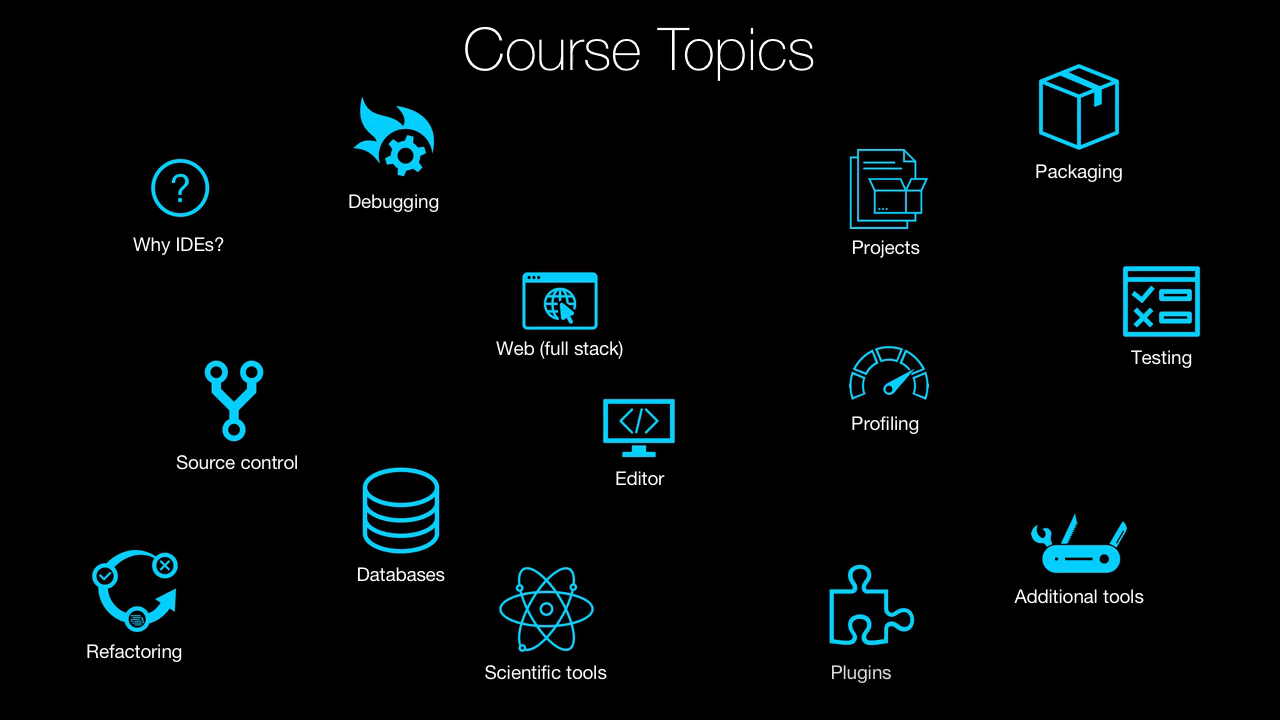 Course Topics
Packaging
Debugging
Why IDEs?
Projects
Web (full stack)
Testing
Profiling
Source control
</>
Editor
Databases
Additional tools
Refactoring
Scientific tools
Plugins